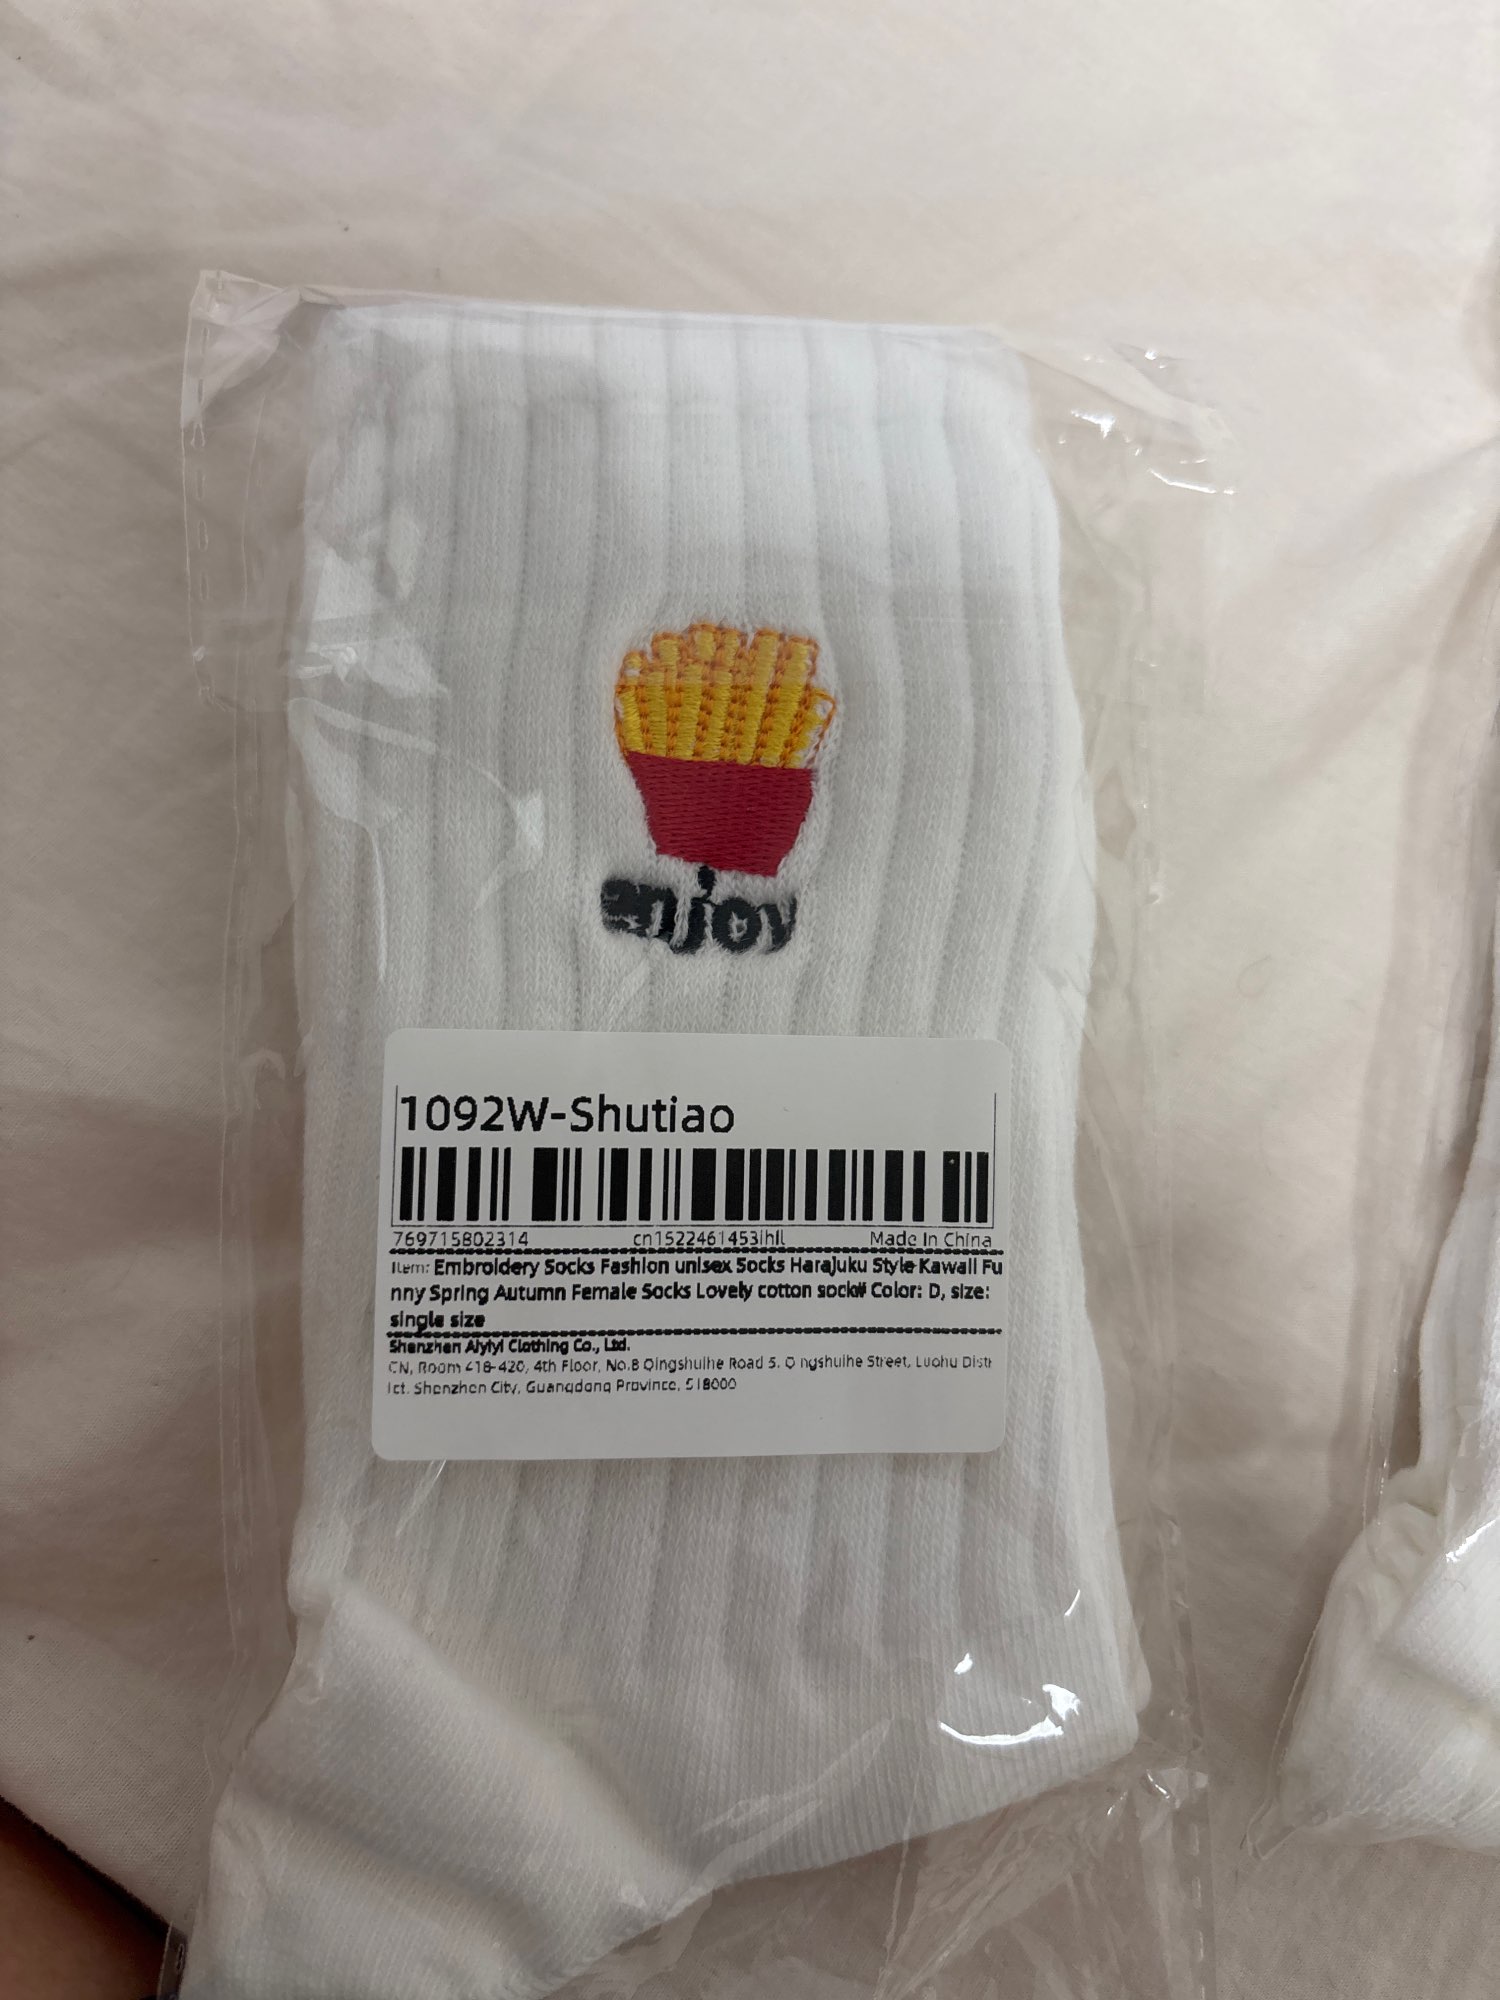 enjoy
1092W-Shutiao
769715802314 cn1522461453lhll Made In China
Item: Embroidery Socks Fashion unisex Socks Harajuku Style Kawaii Fu
nny Spring Autumn Female Socks Lovely cotton sock# Color: D, size:
single size
Shenzhen Aiyiyi Clothing Co., Ltd.
CN, Room 418-420, 4th Floor, No.8 Qingshuihe Road 5, Qingshuihe Street, Luohu Distr
ict, Shenzhen City, Guangdong Province, 518000